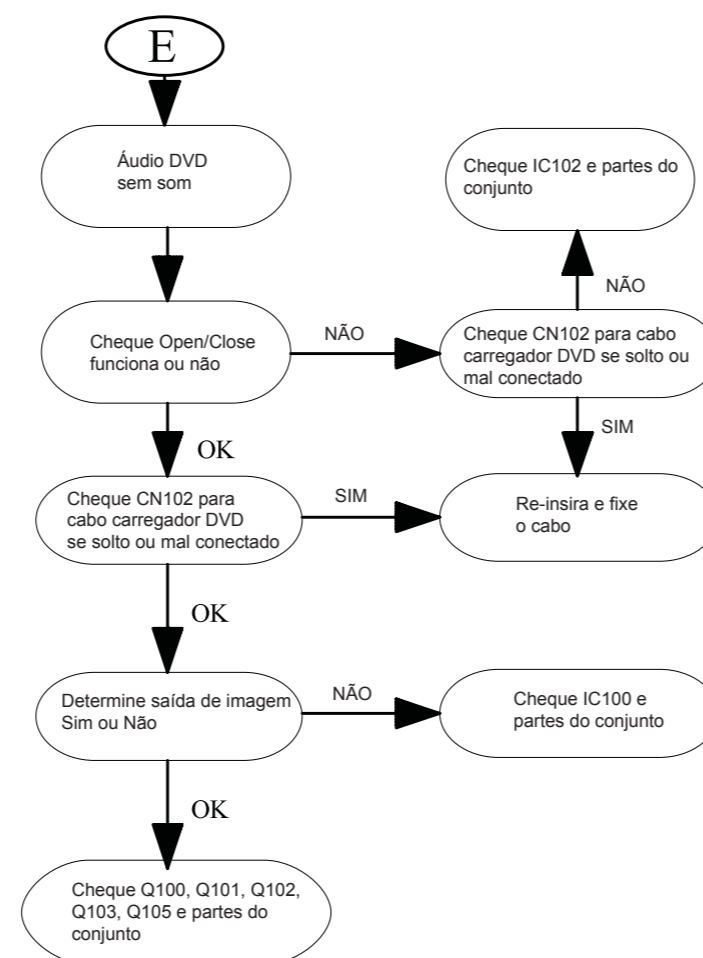 E
Áudio DVD
sem som
Cheque IC102 e partes do
conjunto
NÃO
Cheque Open/Close
funciona ou não
NÃO
Cheque CN102 para cabo
carregador DVD se solto ou
mal conectado
OK
SIM
Cheque CN102 para
cabo carregador DVD
se solto ou mal conectado
SIM
Re-insira e fixe
o cabo
OK
Determine saída de imagem
Sim ou Não
NÃO
Cheque IC100 e
partes do conjunto
OK
Cheque Q100, Q101, Q102,
Q103, Q105 e partes do
conjunto